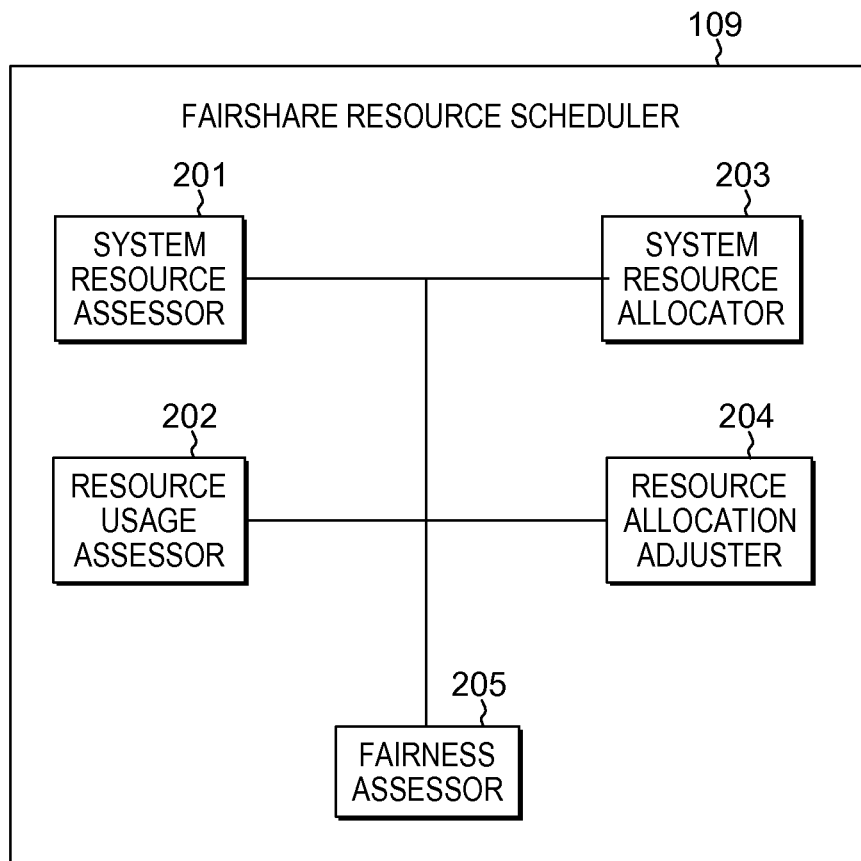 109
FAIRSHARE RESOURCE SCHEDULER
201
SYSTEM
RESOURCE
ASSESSOR
203
SYSTEM
RESOURCE
ALLOCATOR
202
RESOURCE
USAGE
ASSESSOR
204
RESOURCE
ALLOCATION
ADJUSTER
205
FAIRNESS
ASSESSOR